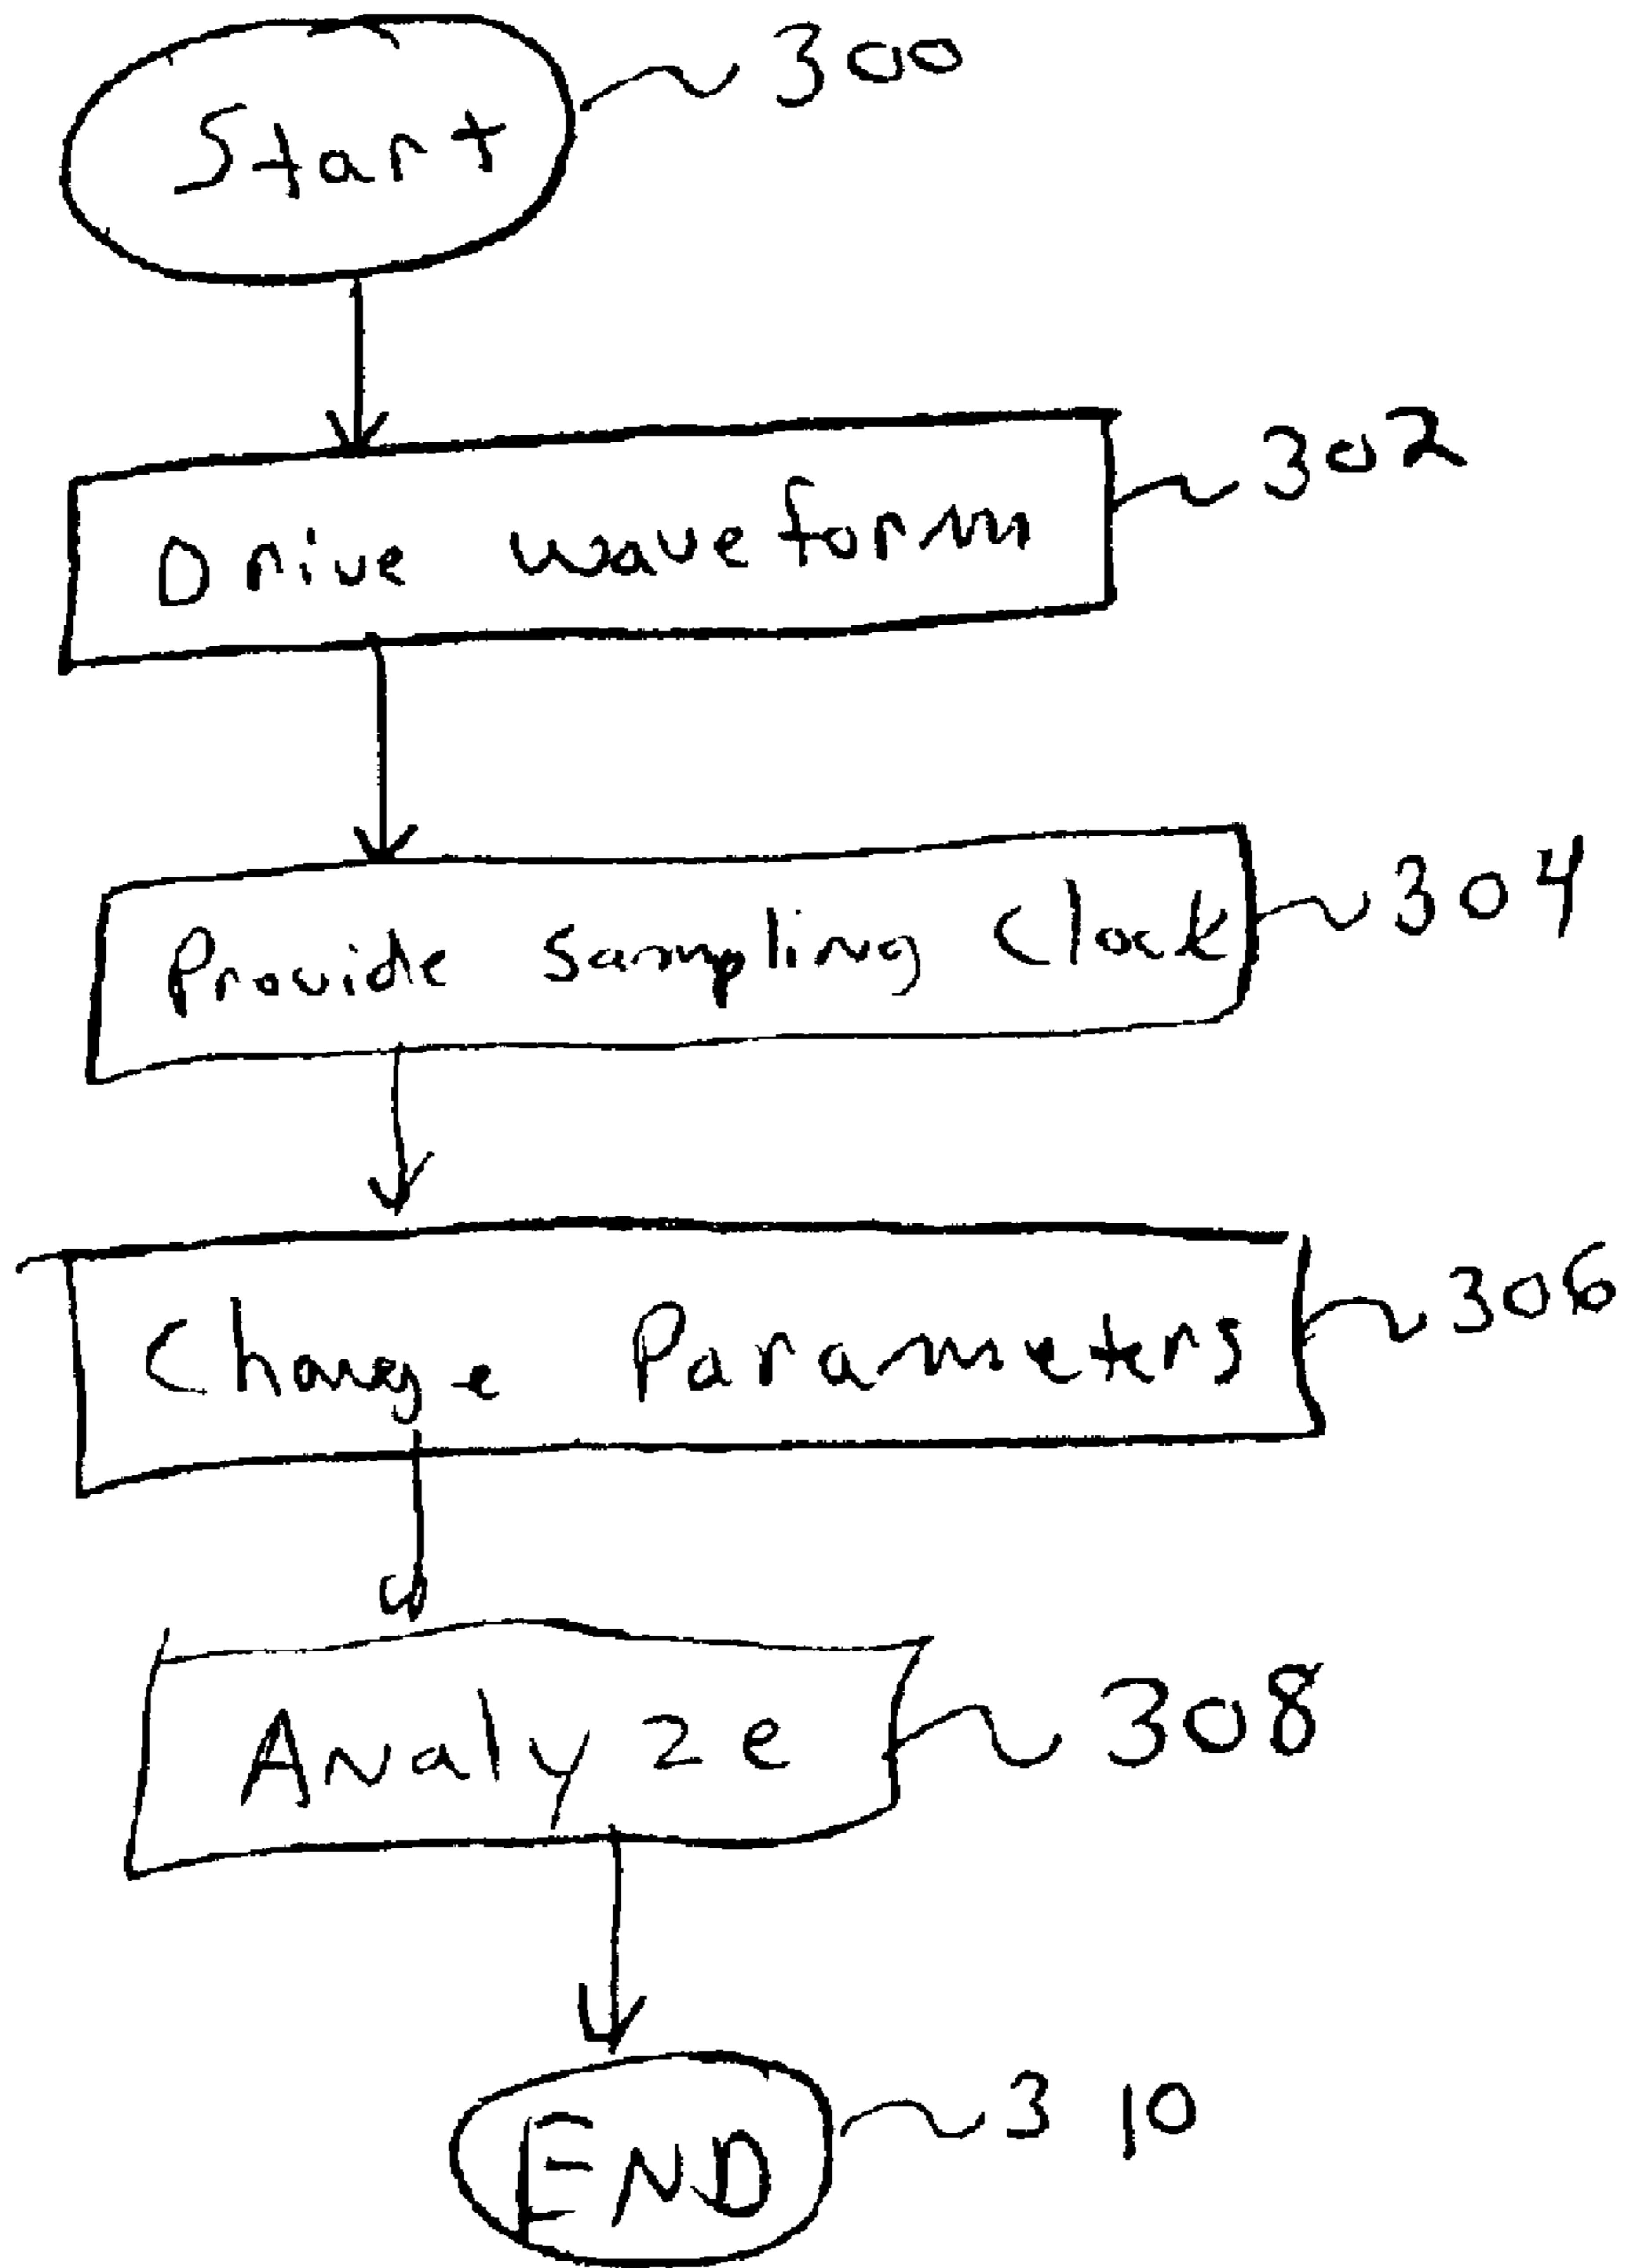 Start 300
Drive waveform 302
Provide Sampling Clock 304
Change Parameters 306
Analyze 308
END 310